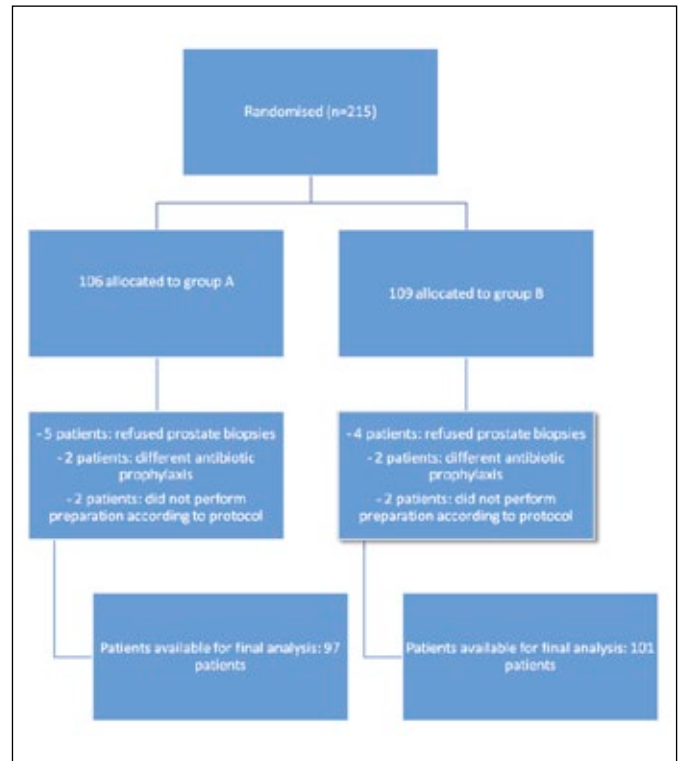 Randomised (n=215)
106 allocated to group A
109 allocated to group B
- 5 patients: refused prostate biopsies
- 2 patients: different antibiotic
prophylaxis
- 2 patients: did not perform
preparation according to protocol
- 4 patients: refused prostate biopsies
- 2 patients: different antibiotic
prophylaxis
- 2 patients: did not perform
preparation according to protocol
Patients available for final analysis: 97
patients
Patients available for final analysis: 101
patients